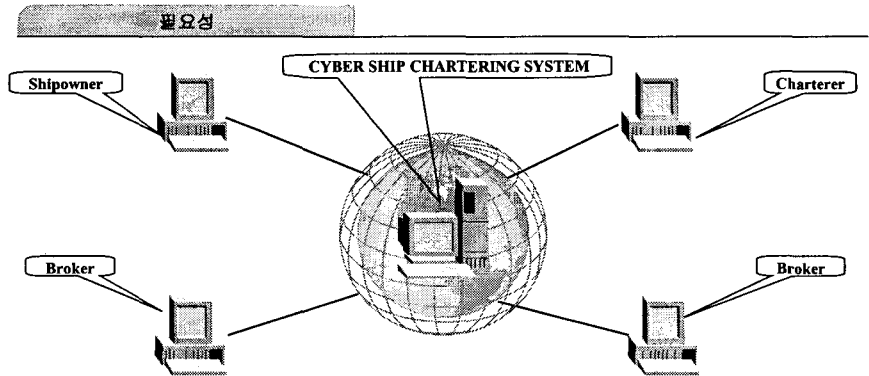 필요성
CYBER SHIP CHARTERING SYSTEM
Shipowner
Charterer
Broker
Broker